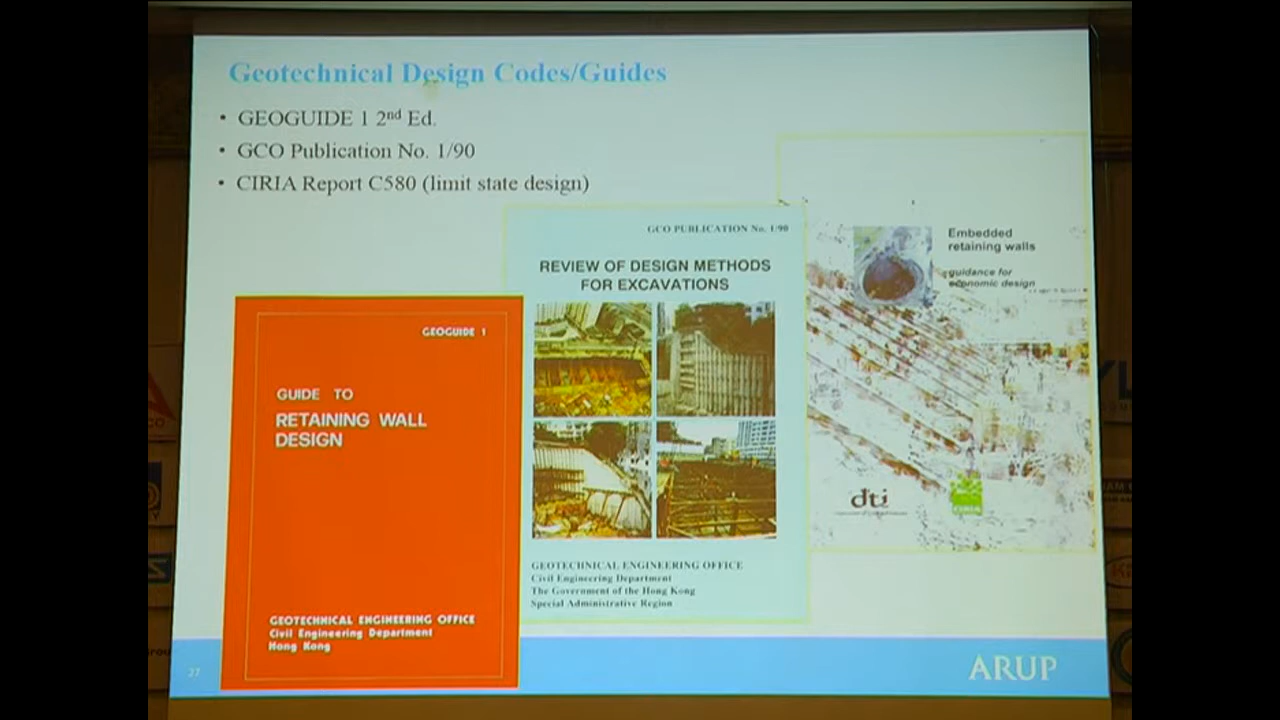 Geotechnical Design Codes/Guides
• GEOGUIDE 1 2nd Ed.
• GCO Publication No. 1/90
• CIRIA Report C580 (limit state design)
GEOGUIDE 1
GUIDE TO
RETAINING WALL
DESIGN
GEOTECHNICAL ENGINEERING OFFICE
Civil Engineering Department
Hong Kong
GCO PUBLICATION No. 1/90
REVIEW OF DESIGN METHODS
FOR EXCAVATIONS
GEOTECHNICAL ENGINEERING OFFICE
Civil Engineering Department
The Government of the Hong Kong
Special Administrative Region
Embedded
retaining walls
guidance for
economic design
dti
CIRIA
27
ARUP